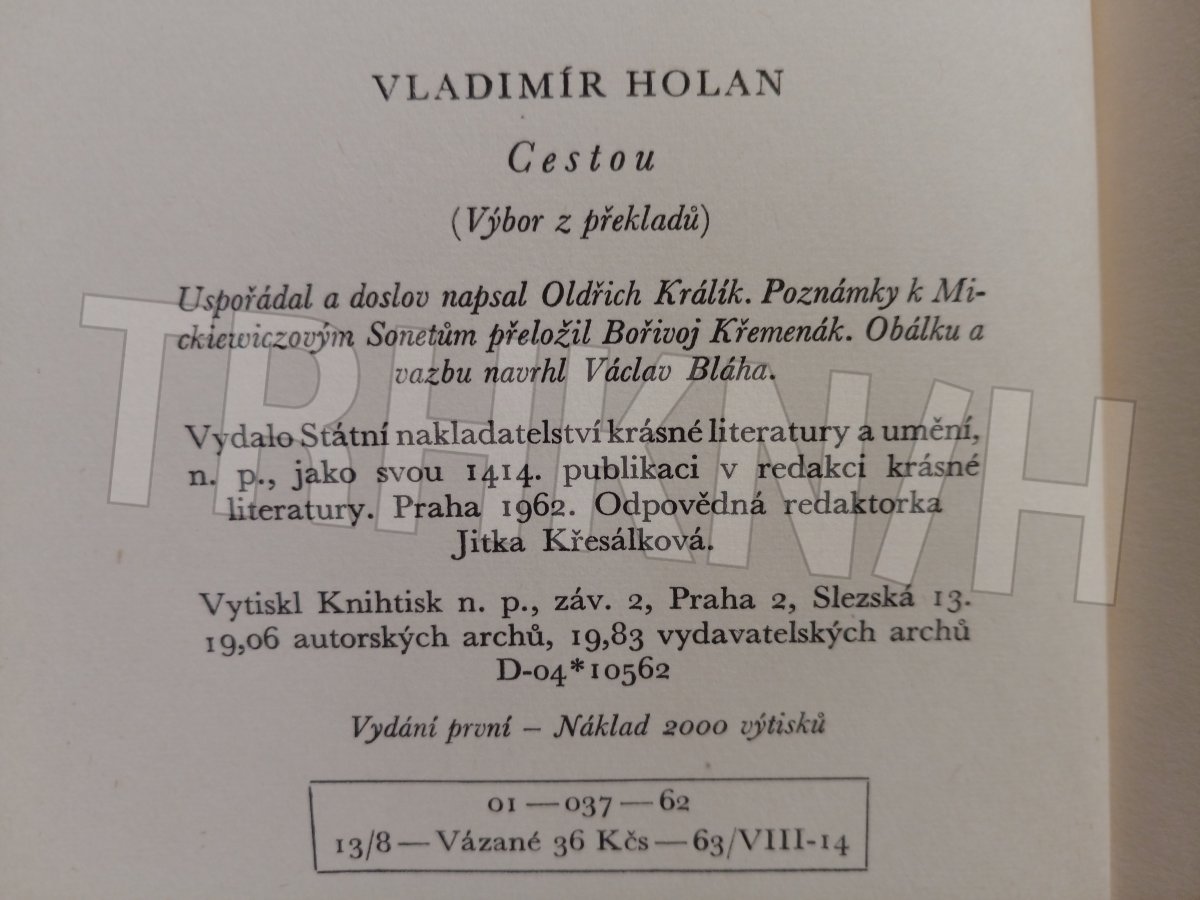 VLADIMÍR HOLAN
Cestou
(Výbor z překladů)
Uspořádal a doslov napsal Oldřich Králík. Poznámky k Mi-
ckiewiczovým Sonetům přeložil Bořivoj Křemenák. Obálku a
vazbu navrhl Václav Bláha.
Vydalo Státní nakladatelství krásné literatury a umění,
n. p., jako svou 1414. publikaci v redakci krásné
literatury. Praha 1962. Odpovědná redaktorka
Jitka Křesálková.
Vytiskl Knihtisk n. p., záv. 2, Praha 2, Slezská 13.
19,06 autorských archů, 19,83 vydavatelských archů
D-04*10562
Vydání první – Náklad 2000 výtisků
01 — 037 — 62
13/8 — Vázané 36 Kčs — 63/VIII-14
TRHKNIH